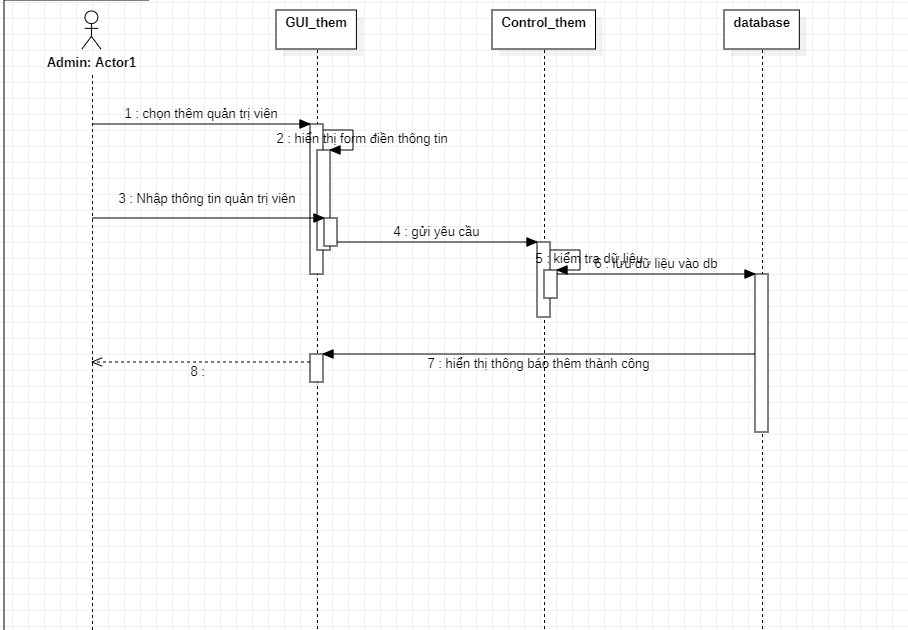 GUI_them
Control_them
database
Admin: Actor1
1 : chọn thêm quản trị viên
2 : hiển thị form điền thông tin
3 : Nhập thông tin quản trị viên
4 : gửi yêu cầu
5 : kiểm tra dữ liệu
6 : lưu dữ liệu vào db
7 : hiển thị thông báo thêm thành công
8 :